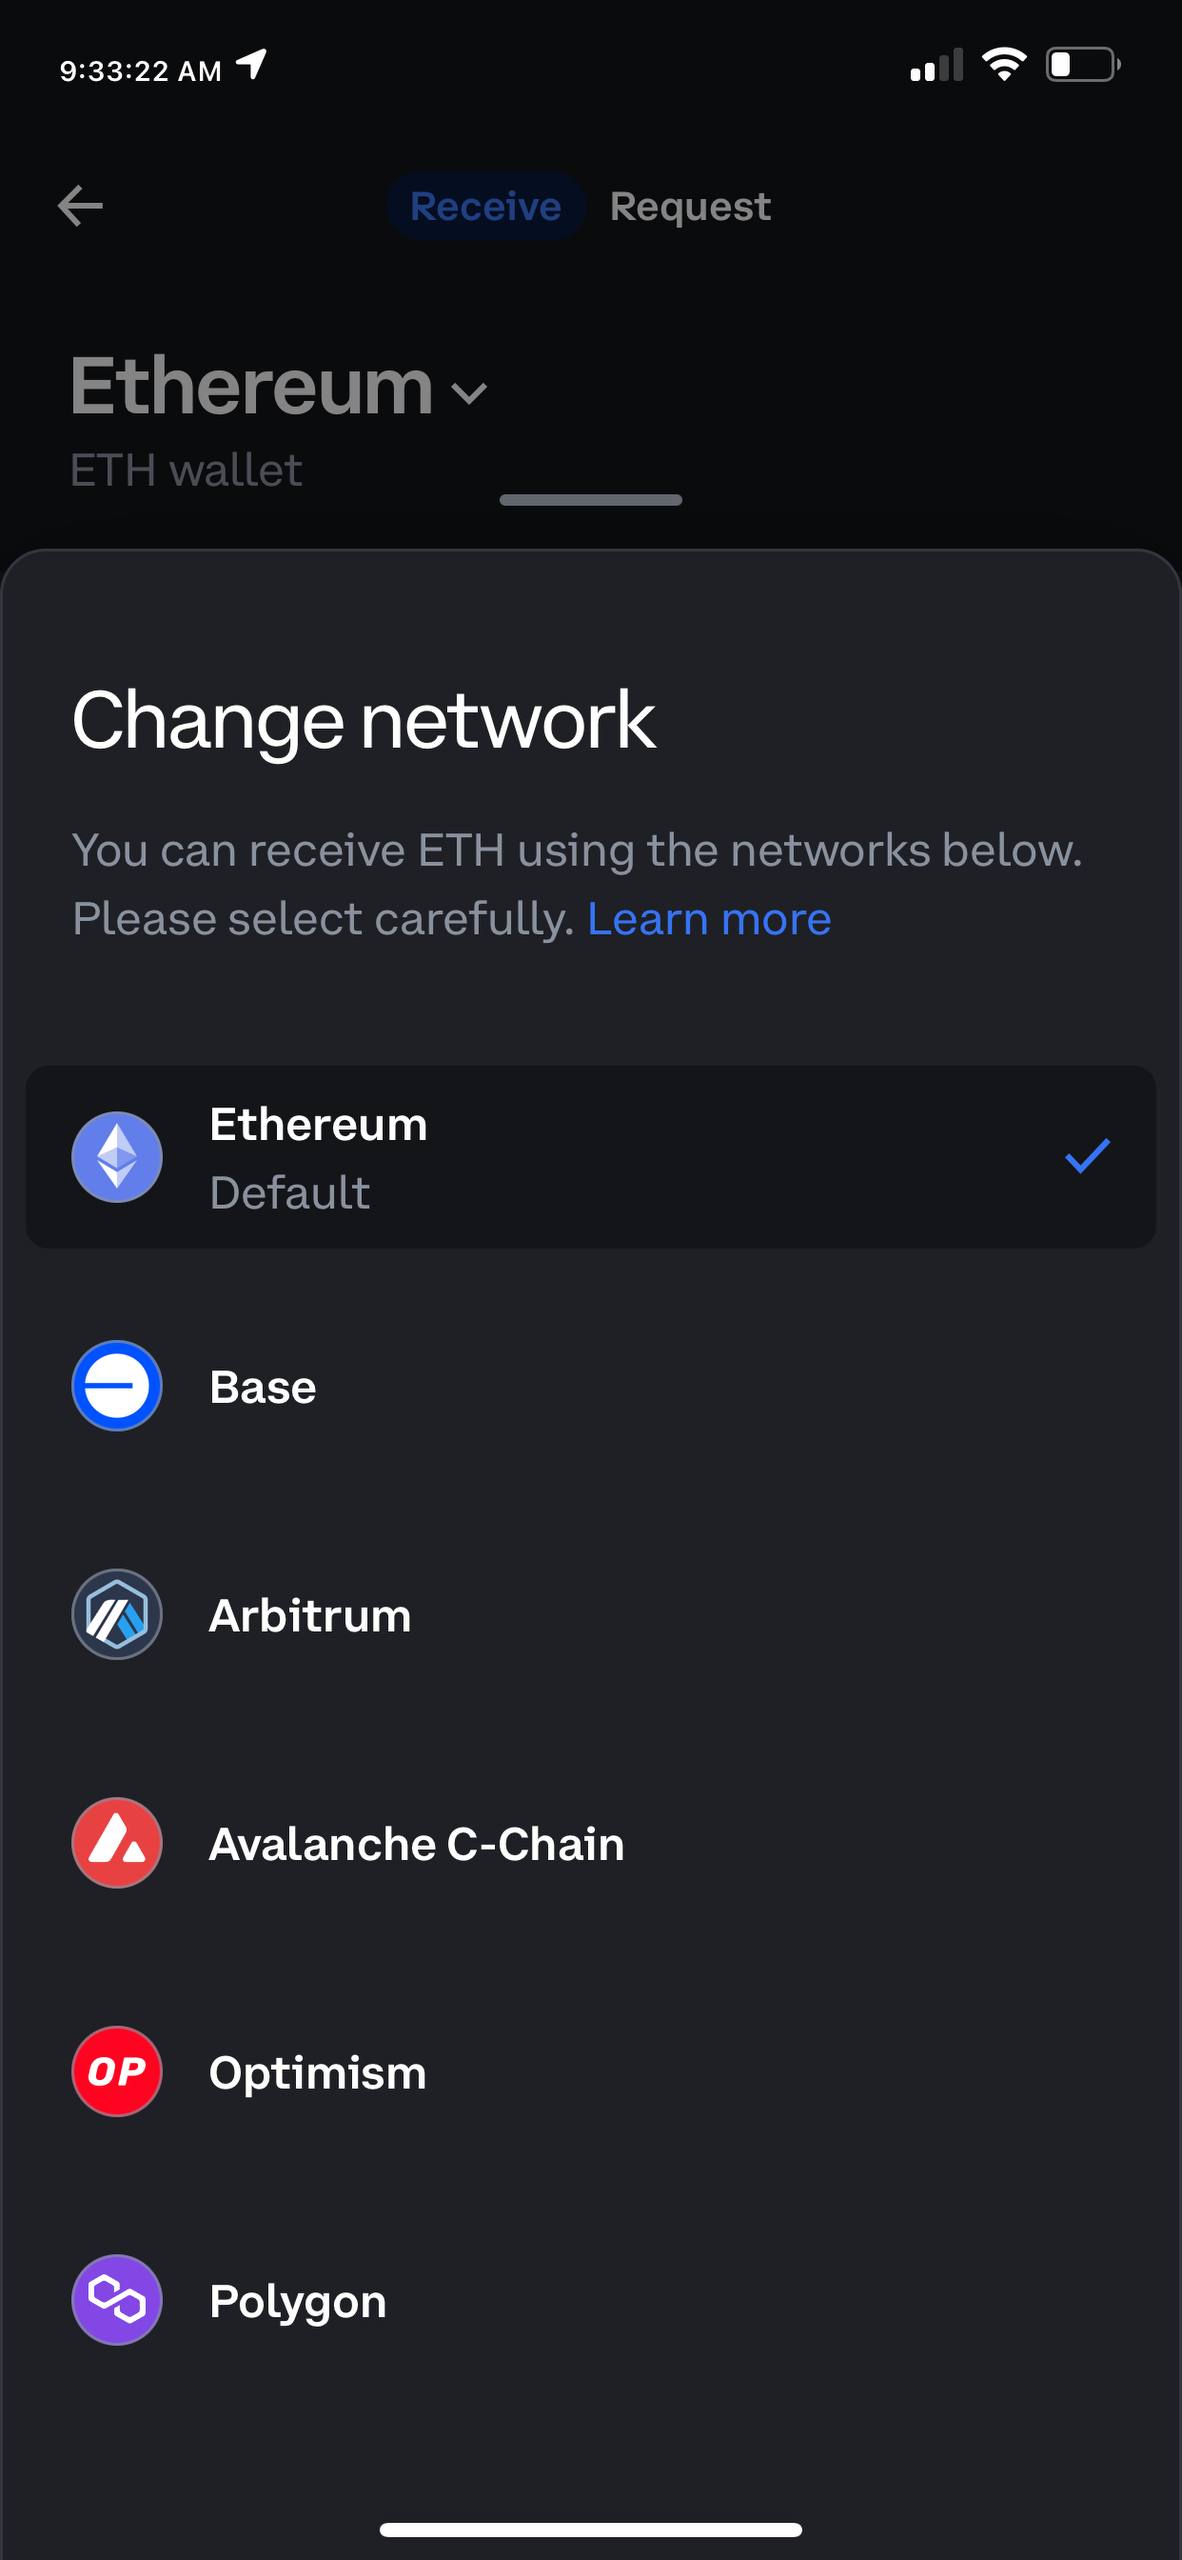 9:33:22 AM
Receive Request
Ethereum
ETH wallet
Change network
You can receive ETH using the networks below.
Please select carefully. Learn more
Ethereum
Default
Base
Arbitrum
Avalanche C-Chain
OP Optimism
Polygon